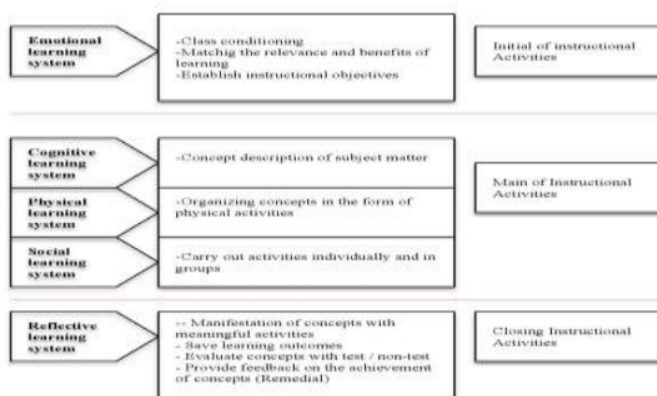 Emotional
learning
system
-Class conditioning
-Matchig the relevance and benefits of
learning
-Establish instructional objectives
Initial of instructional
Activities
Cognitive
learning
system
-Concept description of subject matter
Physical
learning
system
-Organizing concepts in the form of
physical activities
Social
learning
system
-Carry out activities individually and in
groups
Main of Instructional
Activities
Reflective
learning
system
-- Manifestation of concepts with
meaningful activities
- Save learning outcomes
- Evaluate concepts with test / non-test
- Provide feedback on the achievement
of concepts (Remedial)
Closing Instructional
Activities